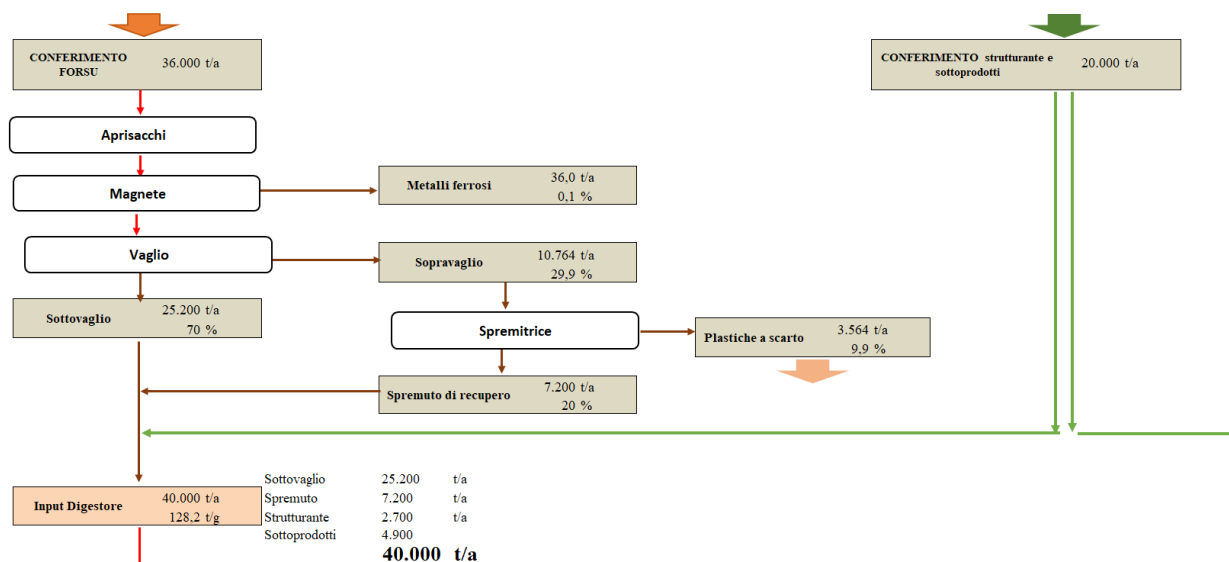 CONFERIMENTO
FORSU
36.000 t/a
CONFERIMENTO strutturante e
sottoprodotti
20.000 t/a
Aprisacchi
Magnete
Metalli ferrosi
36,0 t/a
0,1 %
Vaglio
Sopravaglio
10.764 t/a
29,9 %
Sottovaglio
25.200 t/a
70 %
Spremitrice
Plastiche a scarto
3.564 t/a
9,9 %
Spremuto di recupero
7.200 t/a
20 %
Input Digestore
40.000 t/a
128,2 t/g
Sottovaglio 25.200 t/a
Spremuto 7.200 t/a
Strutturante 2.700 t/a
Sottoprodotti 4.900
40.000 t/a